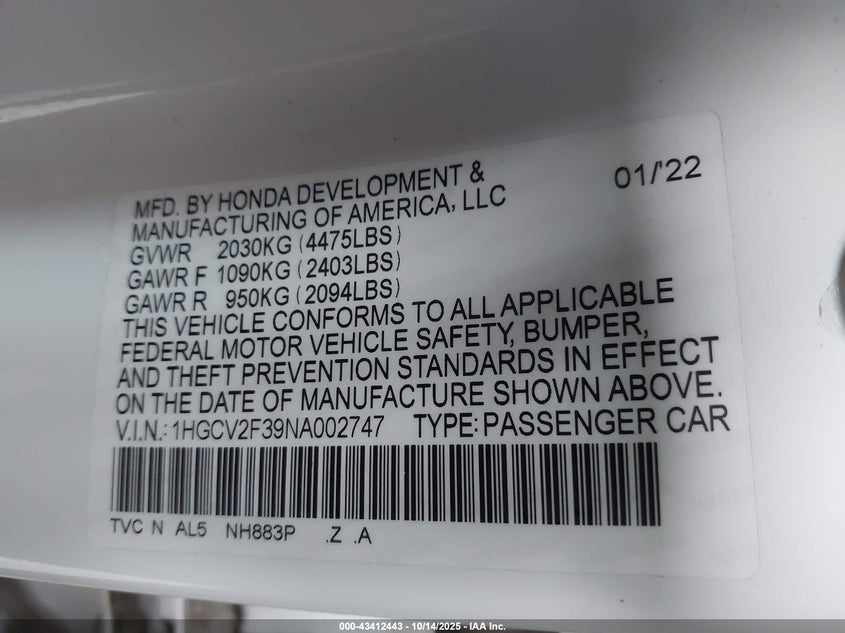 MFD. BY HONDA DEVELOPMENT & 01/'22
MANUFACTURING OF AMERICA, LLC
GVWR 2030KG (4475LBS)
GAWR F 1090KG (2403LBS)
GAWR R 950KG (2094LBS)
THIS VEHICLE CONFORMS TO ALL APPLICABLE
FEDERAL MOTOR VEHICLE SAFETY, BUMPER,
AND THEFT PREVENTION STANDARDS IN EFFECT
ON THE DATE OF MANUFACTURE SHOWN ABOVE.
V.I.N.: 1HGCV2F39NA002747 TYPE: PASSENGER CAR
TVC N AL5 NH883P .Z .A
000-43412443 | 10/14/2025 - IAA Inc.